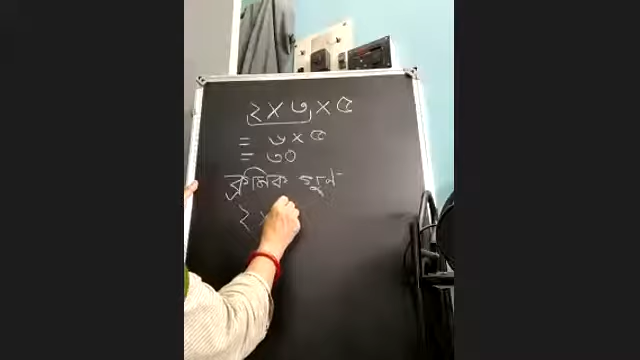 ২ × ৩ × ৫
= ৬ × ৫
= ৩০
ক্রমিক গুণ
২ ×